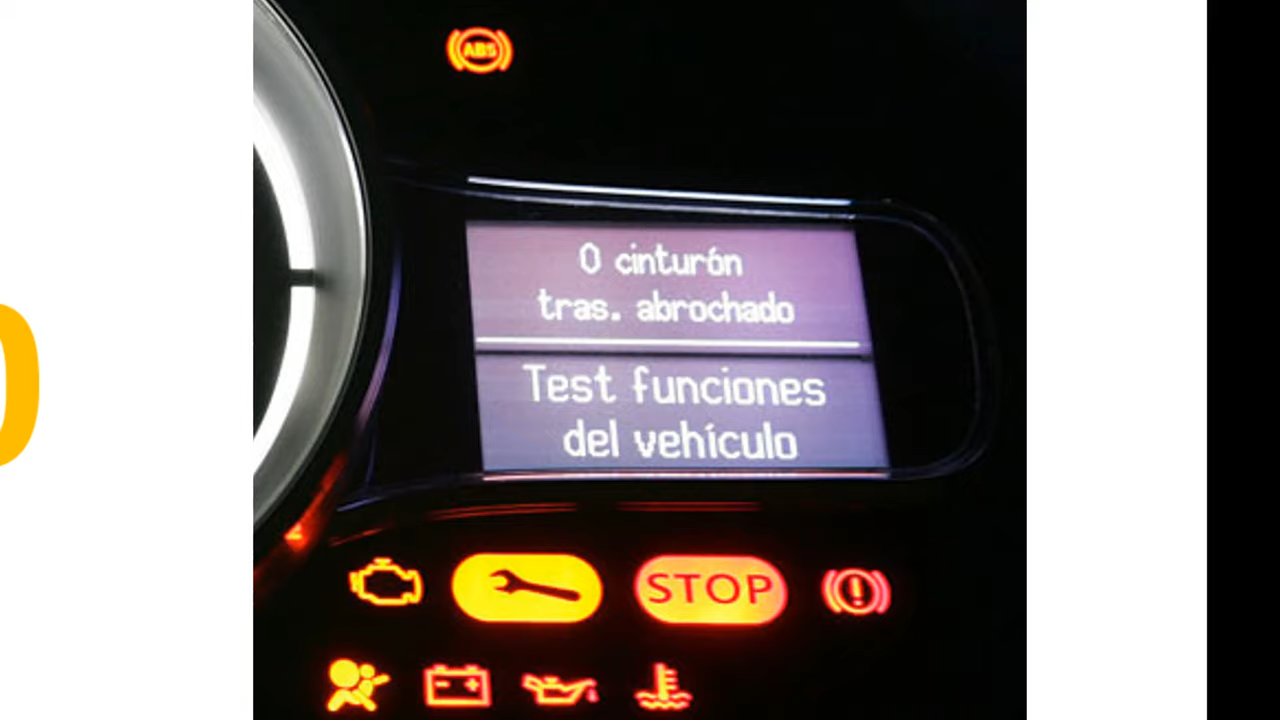 ABS
0 cinturón
tras. abrochado
Test funciones
del vehículo
STOP